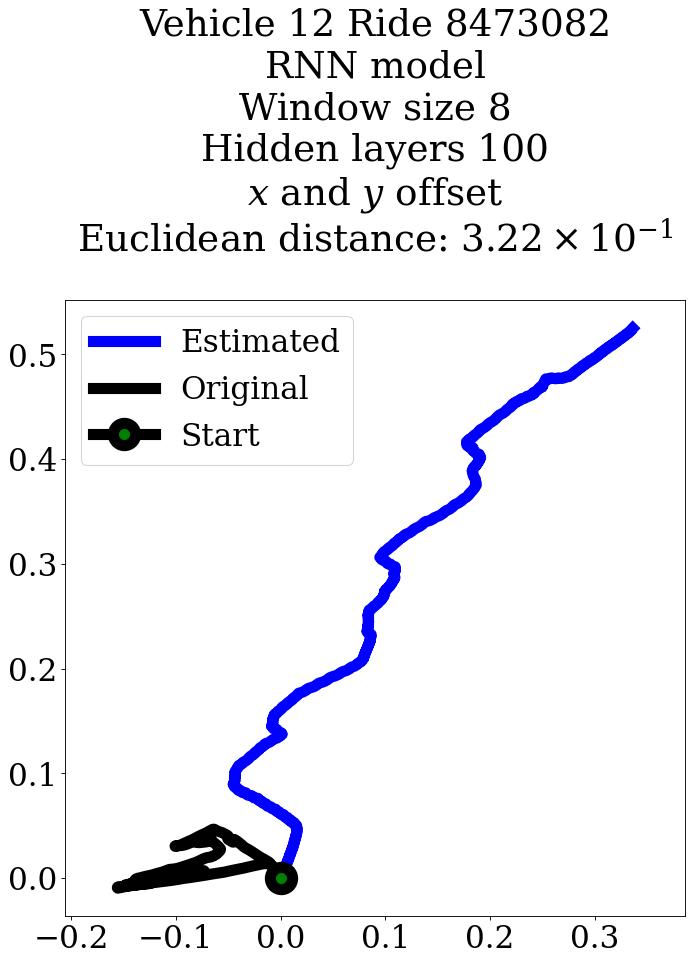 Vehicle 12 Ride 8473082
RNN model
Window size 8
Hidden layers 100
x and y offset
Euclidean distance: 3.22 × 10⁻¹
Estimated
Original
Start
0.5
0.4
0.3
0.2
0.1
0.0
−0.2 −0.1 0.0 0.1 0.2 0.3